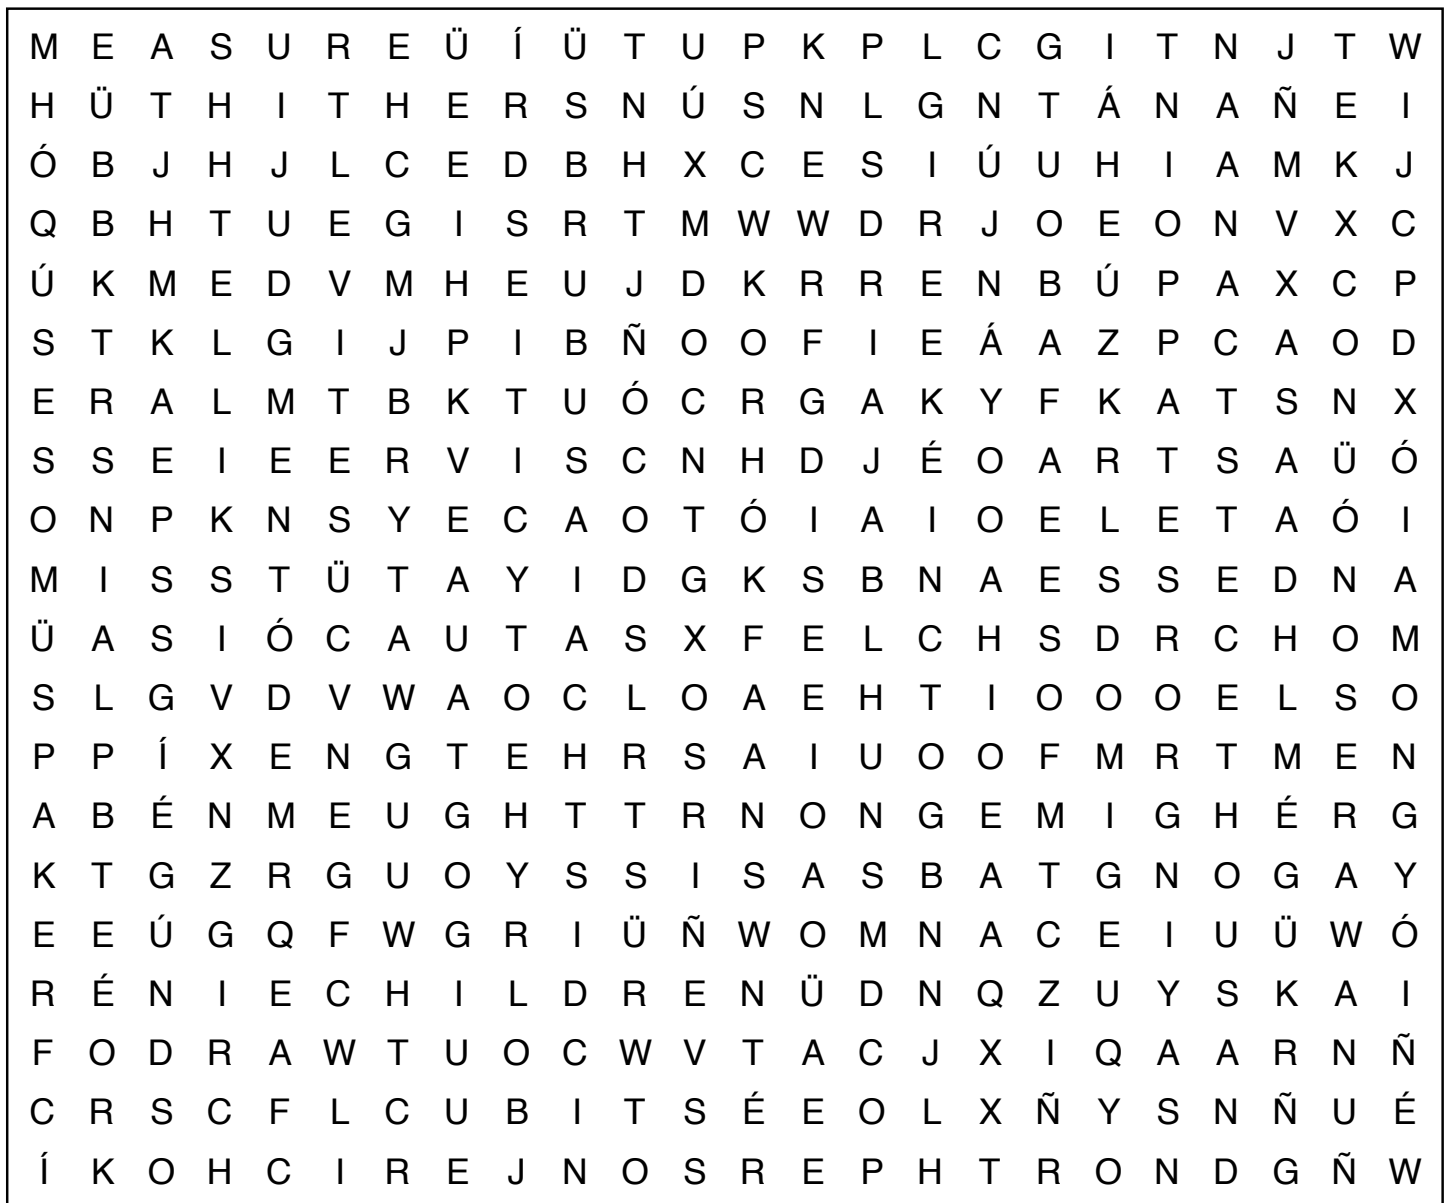 M E A S U R E Ü Í Ü T U P K P L C G I T N J T W
H Ü T H I T H E R S N Ú S N L G N T Á N A Ñ E I
Ó B J H J L C E D B H X C E S I Ú U H I A M K J
Q B H T U E G I S R T M W W D R J O E O N V X C
Ú K M E D V M H E U J D K R R E N B Ú P A X C P
S T K L G I J P I B Ñ O O F I E Á A Z P C A O D
E R A L M T B K T U Ó C R G A K Y F K A T S N X
S S E I E E R V I S C N H D J É O A R T S A Ü Ó
O N P K N S Y E C A O T Ó I A I O E L E T A Ó I
M I S S T Ü T A Y I D G K S B N A E S S E D N A
Ü A S I Ó C A U T A S X F E L C H S D R C H O M
S L G V D V W A O C L O A E H T I O O O E L S O
P P Í X E N G T E H R S A I U O O F M R T M E N
A B É N M E U G H T T R N O N G E M I G H É R G
K T G Z R G U O Y S S I S A S B A T G N O G A Y
E E Ú G Q F W G R I Ü Ñ W O M N A C E I U Ü W Ó
R É N I E C H I L D R E N Ü D N Q Z U Y S K A I
F O D R A W T U O C W V T A C J X I Q A A R N Ñ
C R S C F L C U B I T S É E O L X Ñ Y S N Ñ U É
Í K O H C I R E J N O S R E P H T R O N D G Ñ W